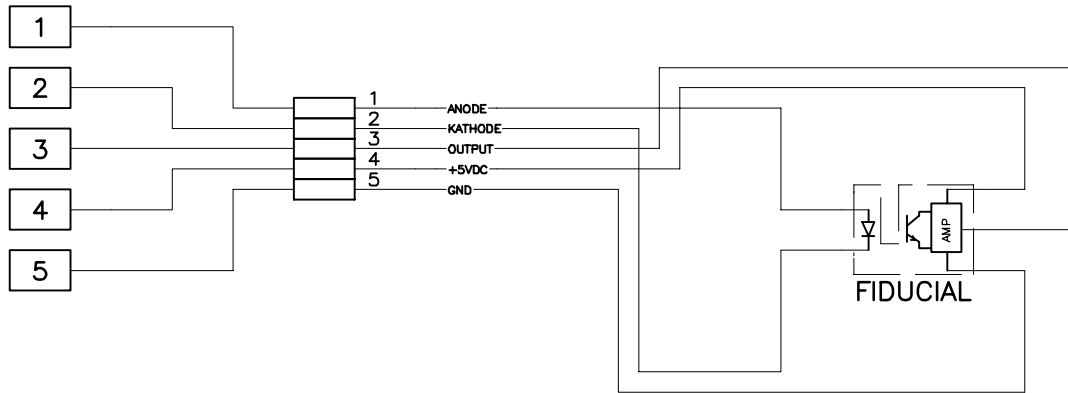 1
2
3
4
5
1 ANODE
2 KATHODE
3 OUTPUT
4 +5VDC
5 GND
AMP
FIDUCIAL